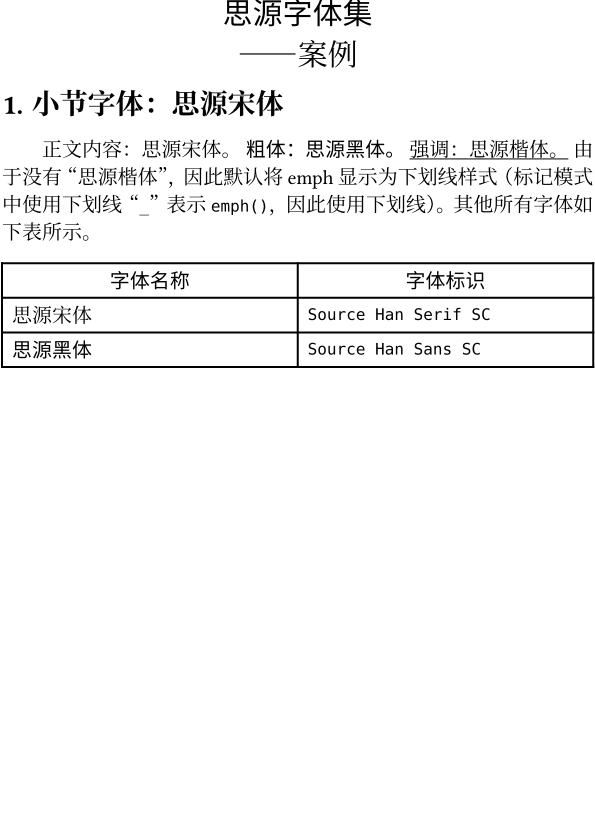 思源字体集
——案例
1. 小节字体：思源宋体
正文内容：思源宋体。 粗体：思源黑体。 强调：思源楷体。 由
于没有“思源楷体”，因此默认将 emph 显示为下划线样式（标记模式
中使用下划线“_”表示 emph()，因此使用下划线）。其他所有字体如
下表所示。
字体名称 字体标识
思源宋体 Source Han Serif SC
思源黑体 Source Han Sans SC